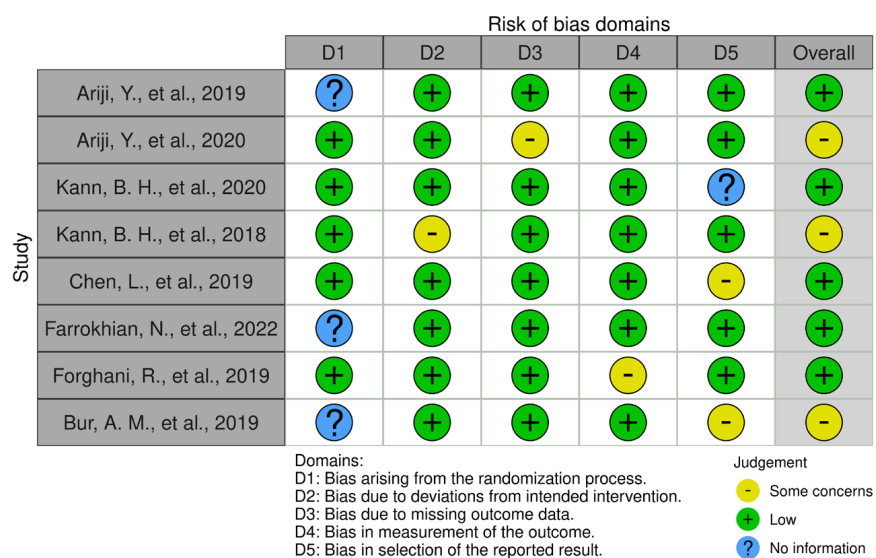 Risk of bias domains
D1 D2 D3 D4 D5 Overall
Study
Ariji, Y., et al., 2019 ? + + + + +
Ariji, Y., et al., 2020 + + - + + -
Kann, B. H., et al., 2020 + + + + ? +
Kann, B. H., et al., 2018 + - + + + -
Chen, L., et al., 2019 + + + + - +
Farrokhian, N., et al., 2022 ? + + + + +
Forghani, R., et al., 2019 + + + - + +
Bur, A. M., et al., 2019 ? + + + - -
Domains:
D1: Bias arising from the randomization process.
D2: Bias due to deviations from intended intervention.
D3: Bias due to missing outcome data.
D4: Bias in measurement of the outcome.
D5: Bias in selection of the reported result.
Judgement
- Some concerns
+ Low
? No information